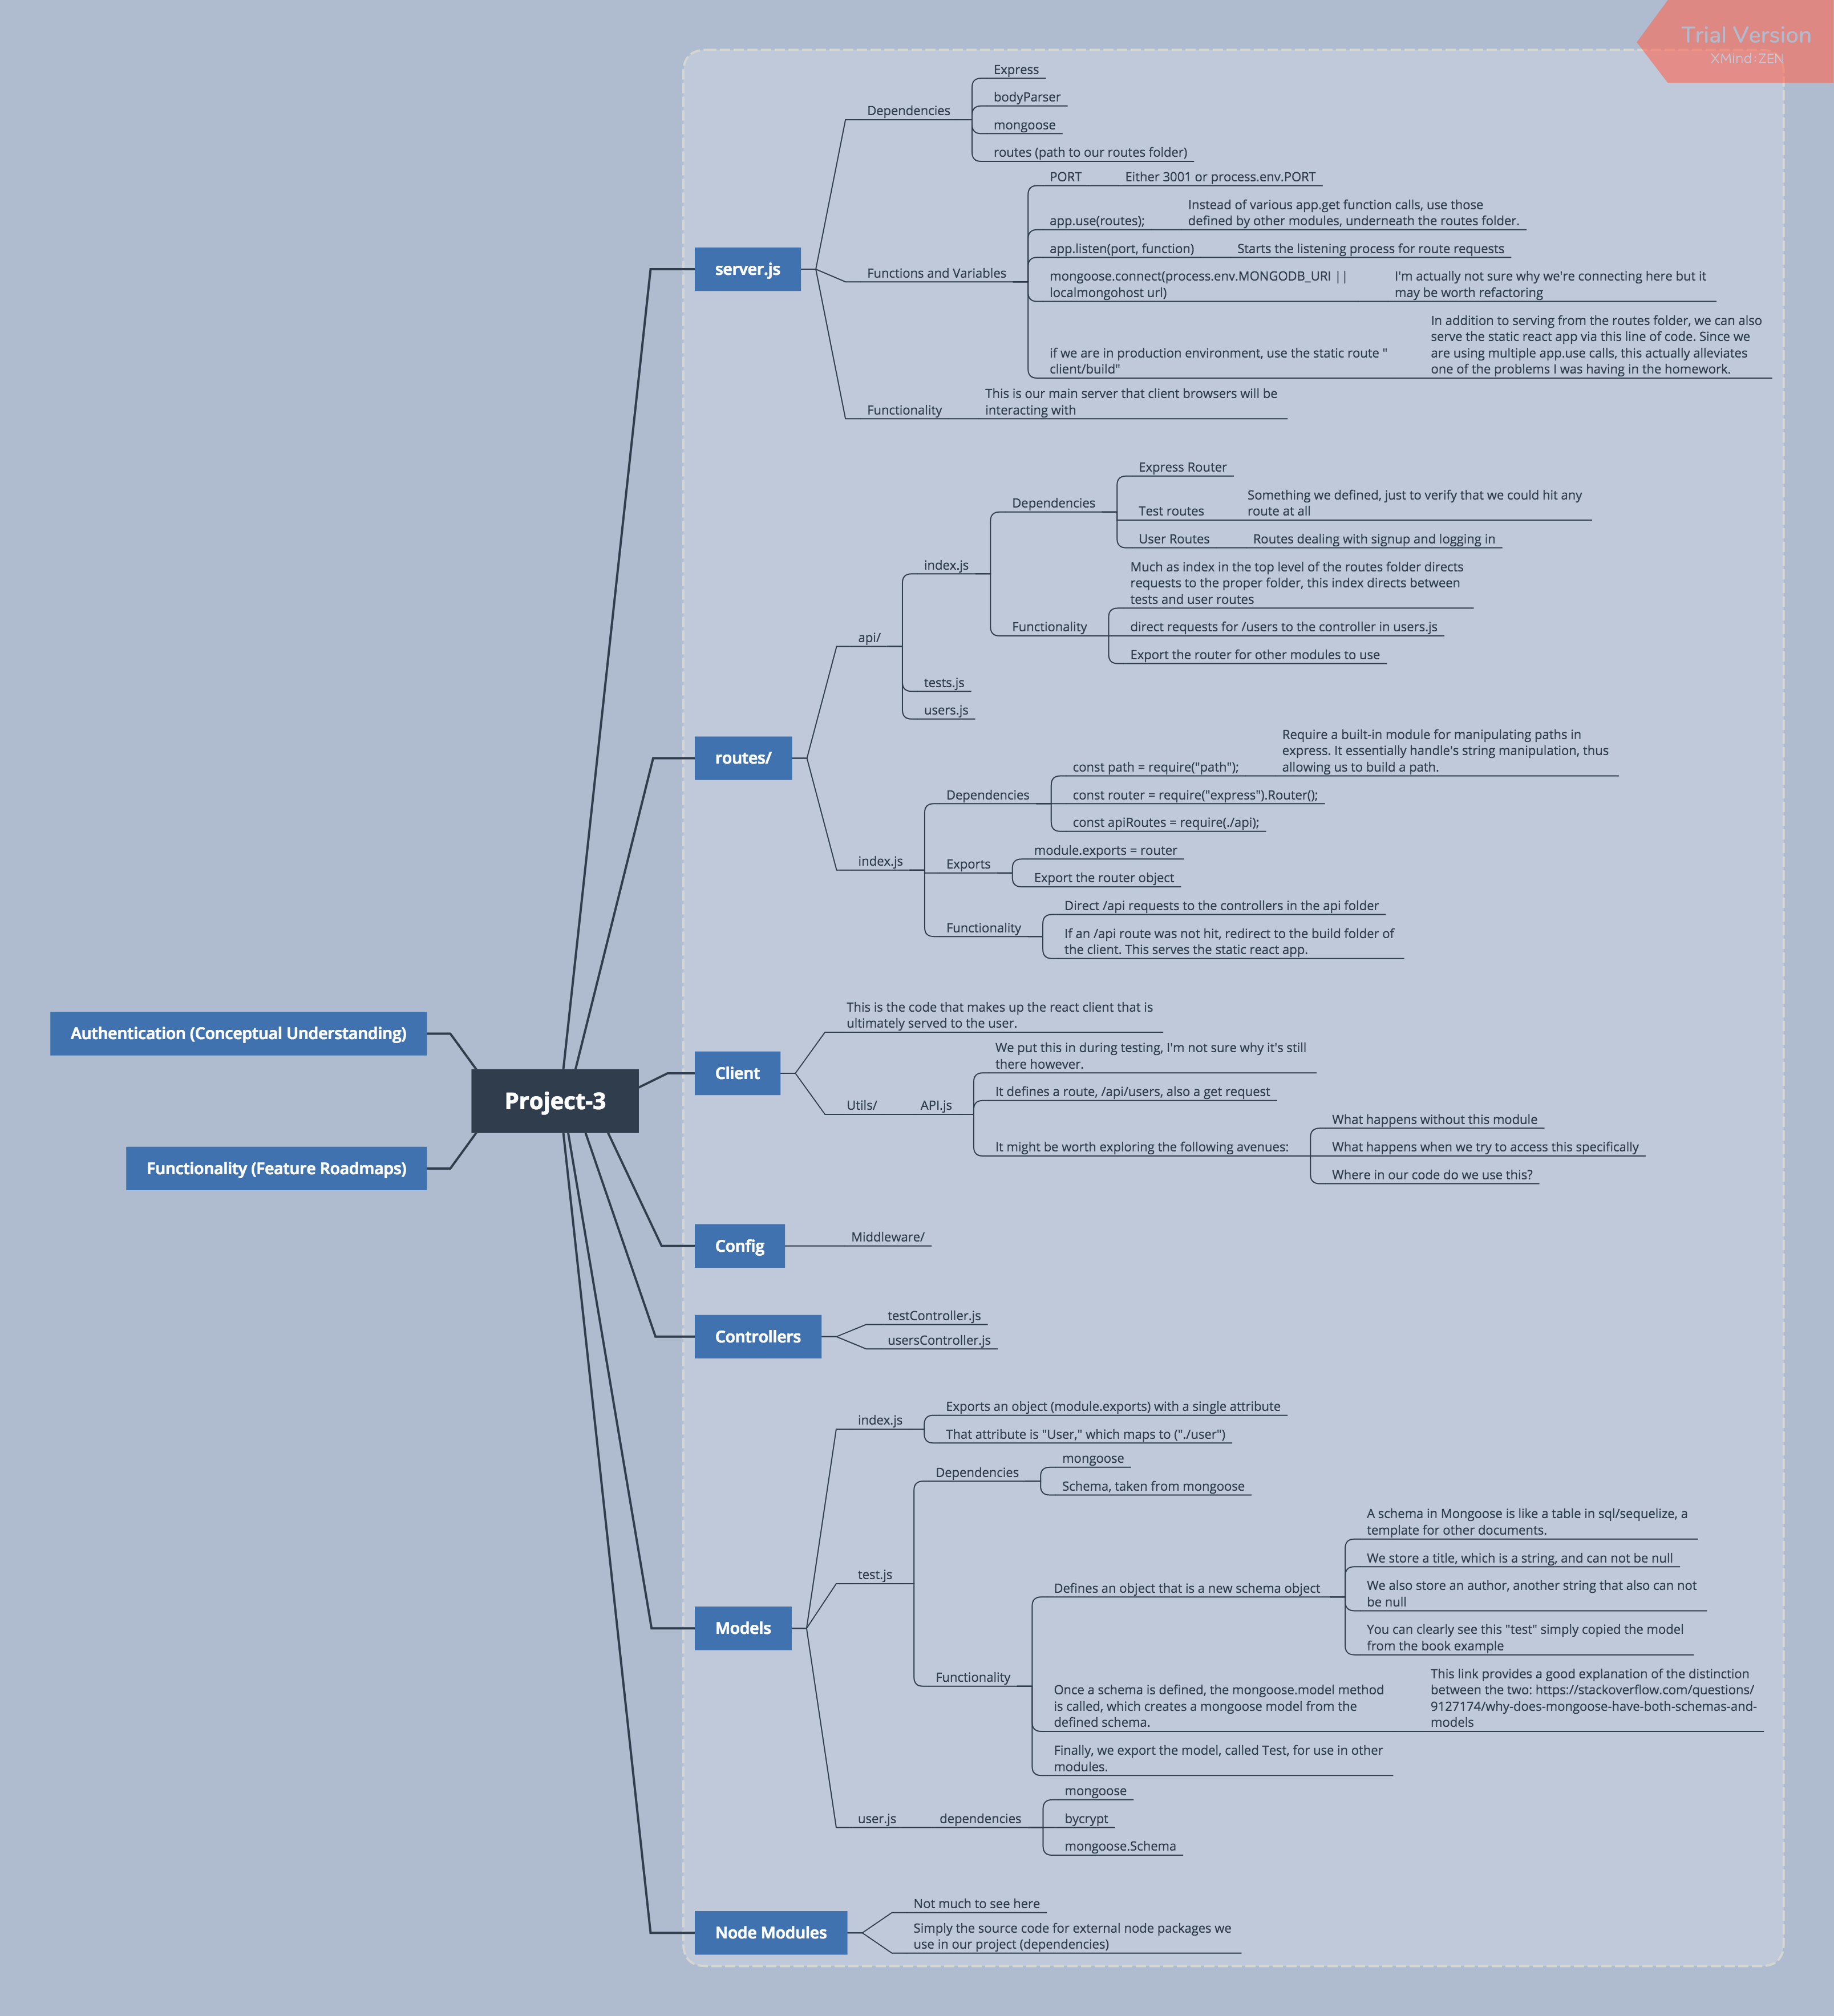 Trial Version
XMind:ZEN
Project-3
Authentication (Conceptual Understanding)
Functionality (Feature Roadmaps)
server.js
Dependencies
Express
bodyParser
mongoose
routes (path to our routes folder)
Functions and Variables
PORT
Either 3001 or process.env.PORT
app.use(routes);
Instead of various app.get function calls, use those
defined by other modules, underneath the routes folder.
app.listen(port, function)
Starts the listening process for route requests
mongoose.connect(process.env.MONGODB_URI ||
localmongohost url)
I'm actually not sure why we're connecting here but it
may be worth refactoring
if we are in production environment, use the static route "
client/build"
In addition to serving from the routes folder, we can also
serve the static react app via this line of code. Since we
are using multiple app.use calls, this actually alleviates
one of the problems I was having in the homework.
Functionality
This is our main server that client browsers will be
interacting with
routes/
api/
index.js
Dependencies
Express Router
Test routes
Something we defined, just to verify that we could hit any
route at all
User Routes
Routes dealing with signup and logging in
Functionality
Much as index in the top level of the routes folder directs
requests to the proper folder, this index directs between
tests and user routes
direct requests for /users to the controller in users.js
Export the router for other modules to use
tests.js
users.js
index.js
Dependencies
const path = require("path");
Require a built-in module for manipulating paths in
express. It essentially handle's string manipulation, thus
allowing us to build a path.
const router = require("express").Router();
const apiRoutes = require(./api);
Exports
module.exports = router
Export the router object
Functionality
Direct /api requests to the controllers in the api folder
If an /api route was not hit, redirect to the build folder of
the client. This serves the static react app.
Client
This is the code that makes up the react client that is
ultimately served to the user.
Utils/
API.js
We put this in during testing, I'm not sure why it's still
there however.
It defines a route, /api/users, also a get request
It might be worth exploring the following avenues:
What happens without this module
What happens when we try to access this specifically
Where in our code do we use this?
Config
Middleware/
Controllers
testController.js
usersController.js
Models
index.js
Exports an object (module.exports) with a single attribute
That attribute is "User," which maps to ("./user")
test.js
Dependencies
mongoose
Schema, taken from mongoose
Functionality
Defines an object that is a new schema object
A schema in Mongoose is like a table in sql/sequelize, a
template for other documents.
We store a title, which is a string, and can not be null
We also store an author, another string that also can not
be null
You can clearly see this "test" simply copied the model
from the book example
Once a schema is defined, the mongoose.model method
is called, which creates a mongoose model from the
defined schema.
This link provides a good explanation of the distinction
between the two: https://stackoverflow.com/questions/
9127174/why-does-mongoose-have-both-schemas-and-
models
Finally, we export the model, called Test, for use in other
modules.
user.js
dependencies
mongoose
bycrypt
mongoose.Schema
Node Modules
Not much to see here
Simply the source code for external node packages we
use in our project (dependencies)